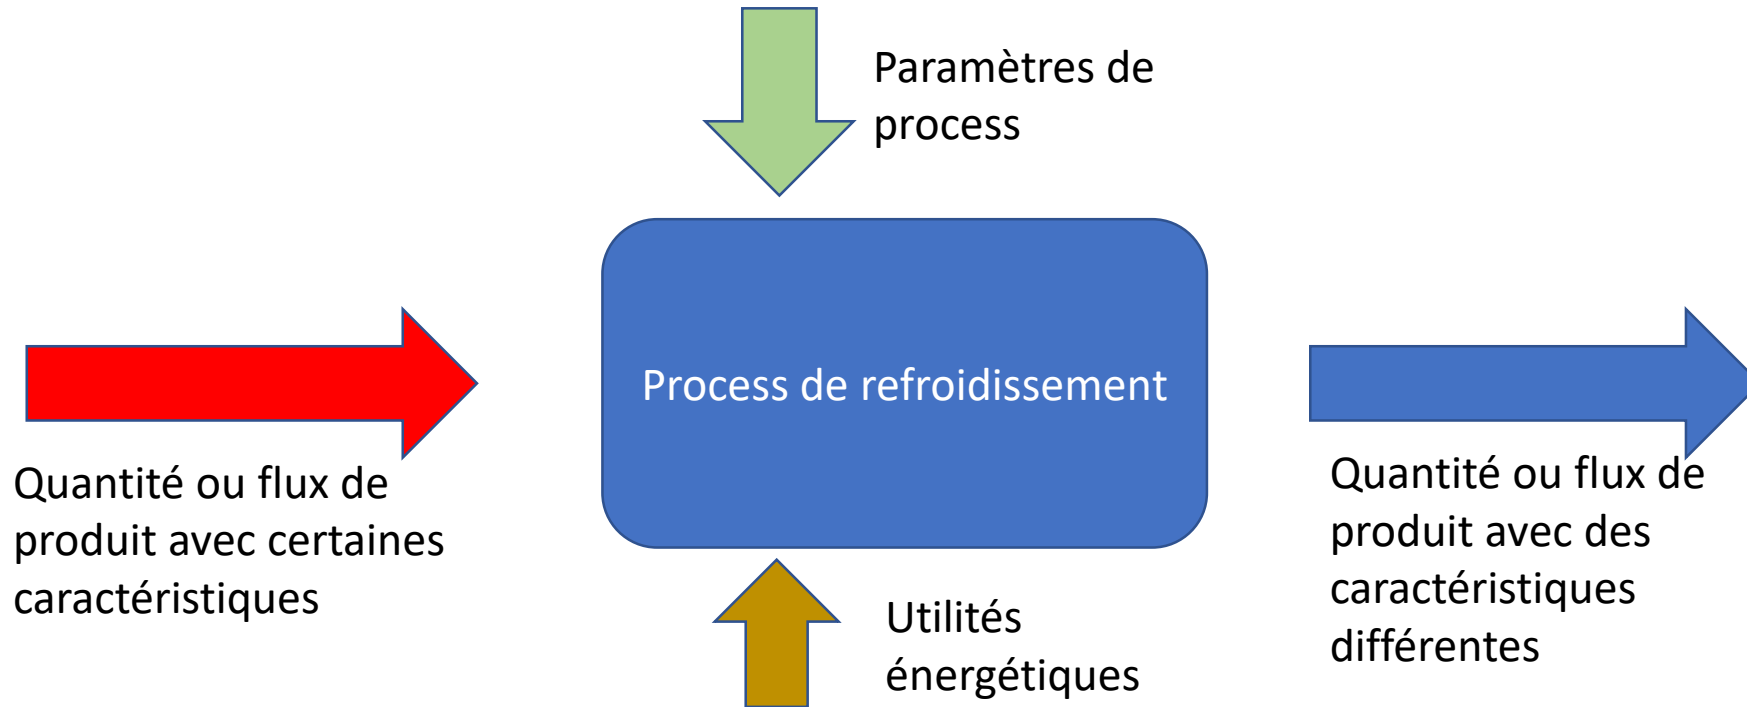 Paramètres de
process
Process de refroidissement
Quantité ou flux de
produit avec certaines
caractéristiques
Quantité ou flux de
produit avec des
caractéristiques
différentes
Utilités
énergétiques